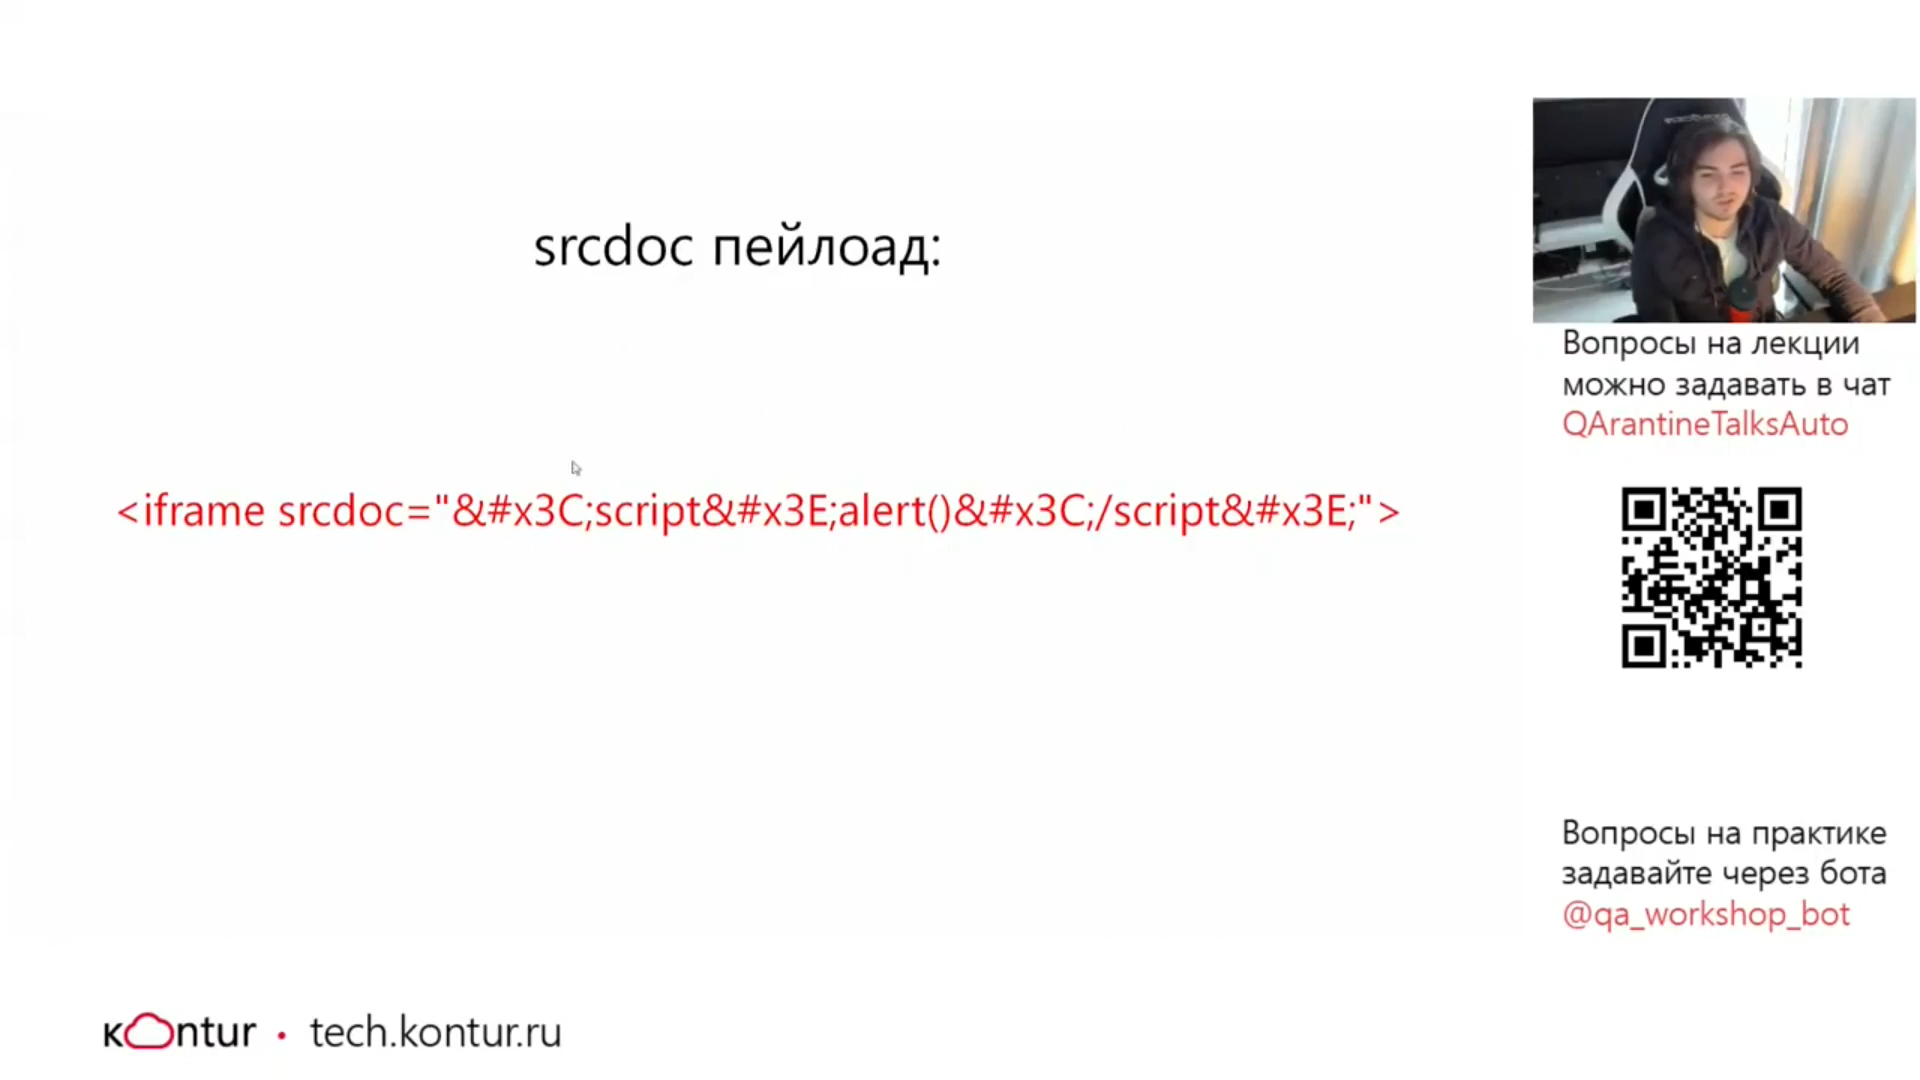 srcdoc пейлоад:
<iframe srcdoc="&#x3C;script&#x3E;alert()&#x3C;/script&#x3E;">
Вопросы на лекции
можно задавать в чат
QArantineTalksAuto
Вопросы на практике
задавайте через бота
@qa_workshop_bot
контur • tech.kontur.ru